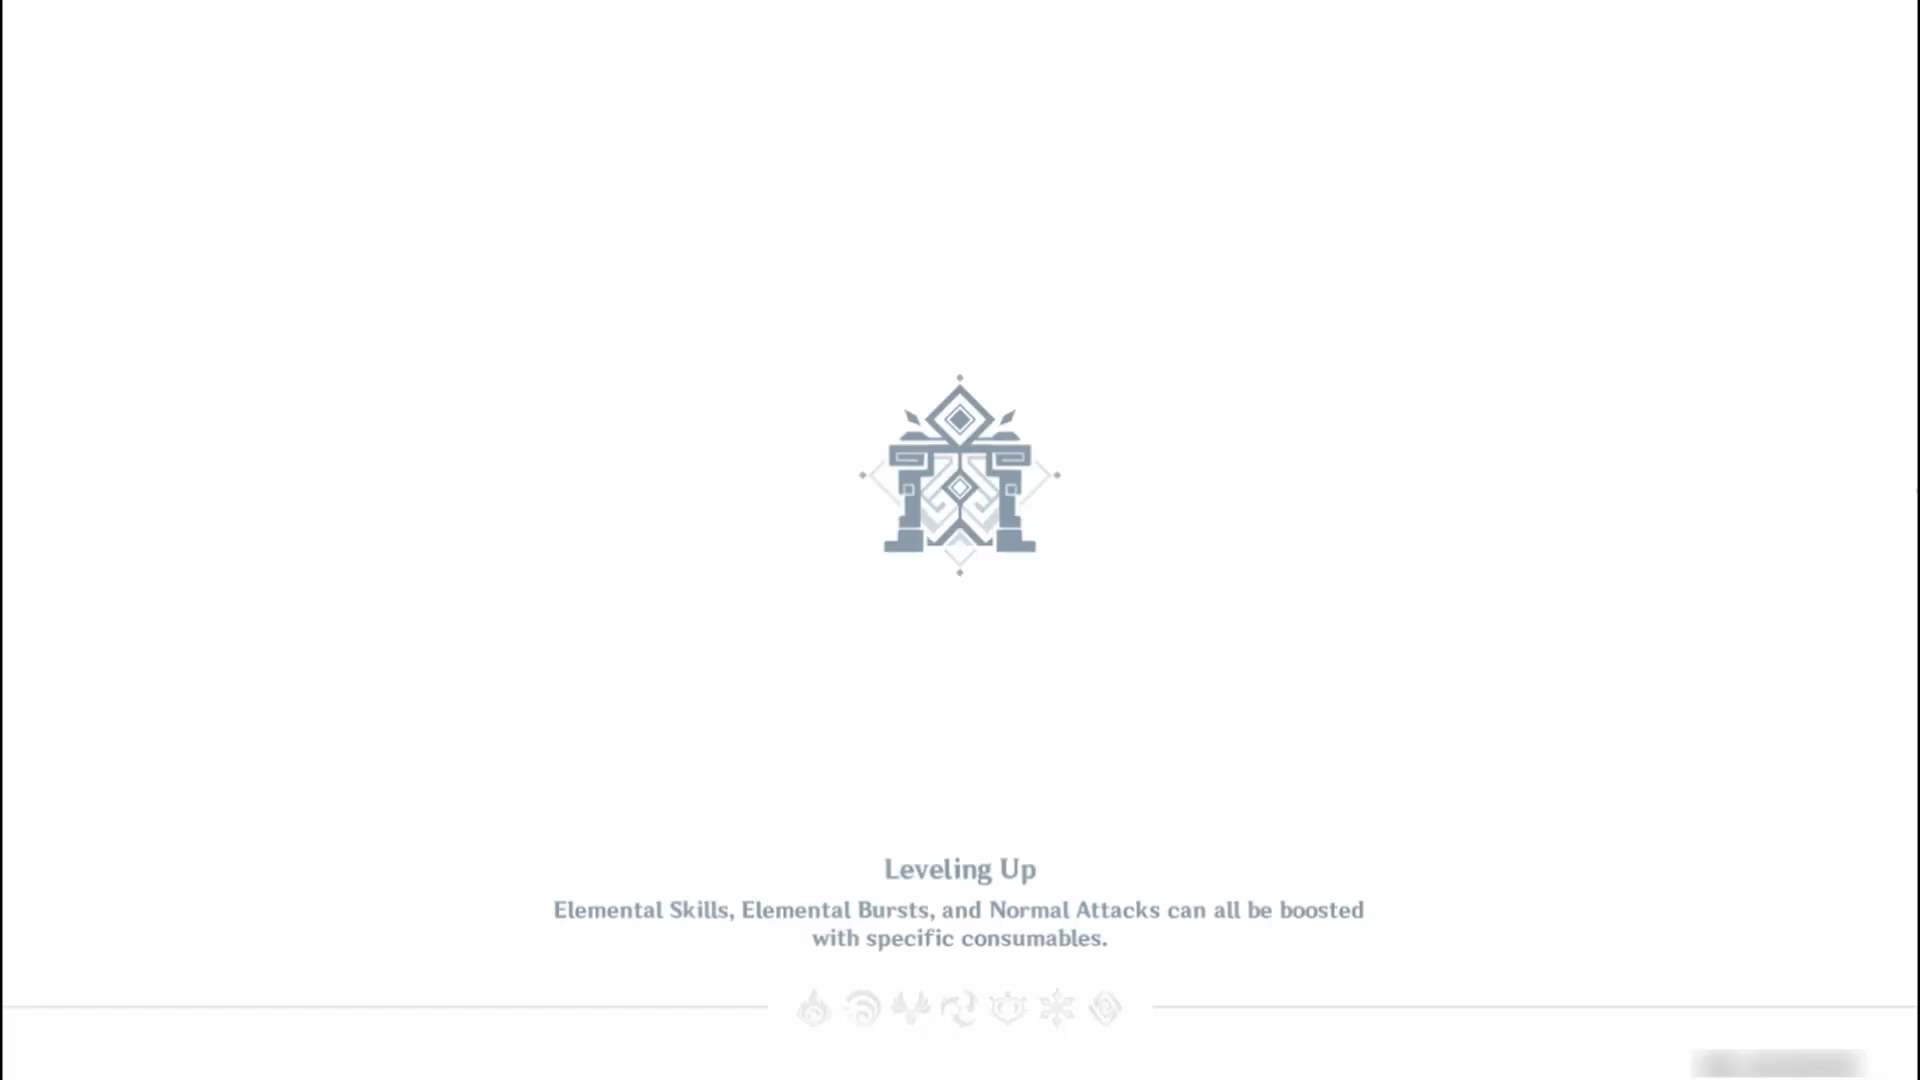 Leveling Up
Elemental Skills, Elemental Bursts, and Normal Attacks can all be boosted
with specific consumables.